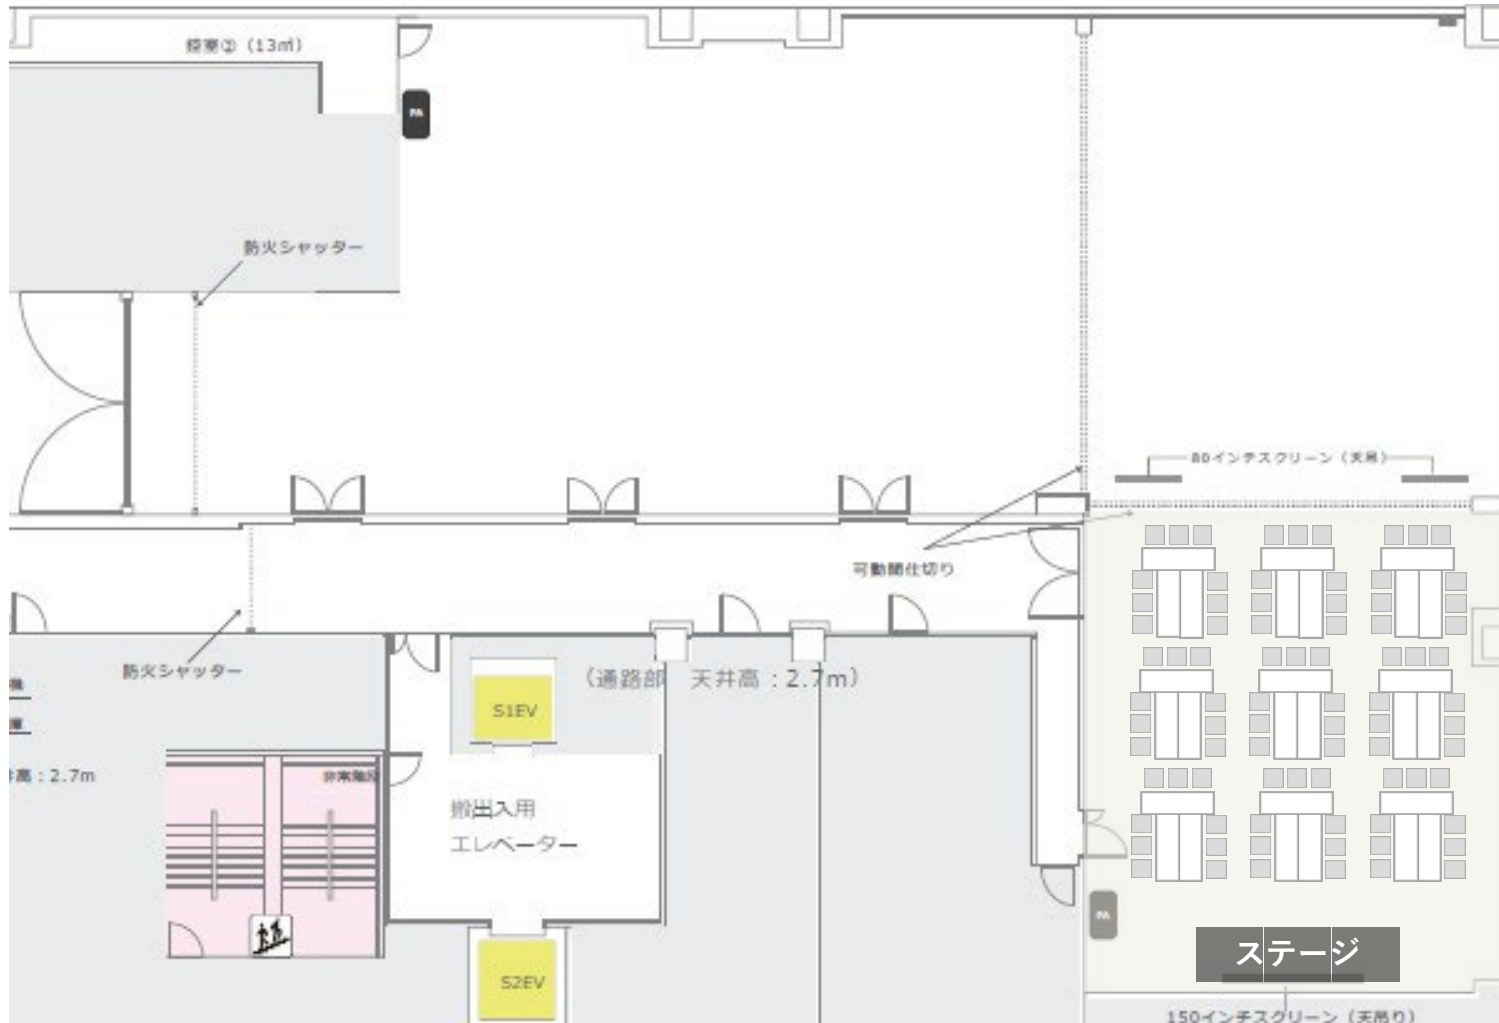 控室②（13㎡）
PA
防火シャッター
80インチスクリーン（天吊）
可動間仕切り
防火シャッター
（通路部　天井高：2.7m）
S1EV
井高：2.7m
非常階段
搬出入用
エレベーター
PA
ステージ
S2EV
150インチスクリーン（天吊り）